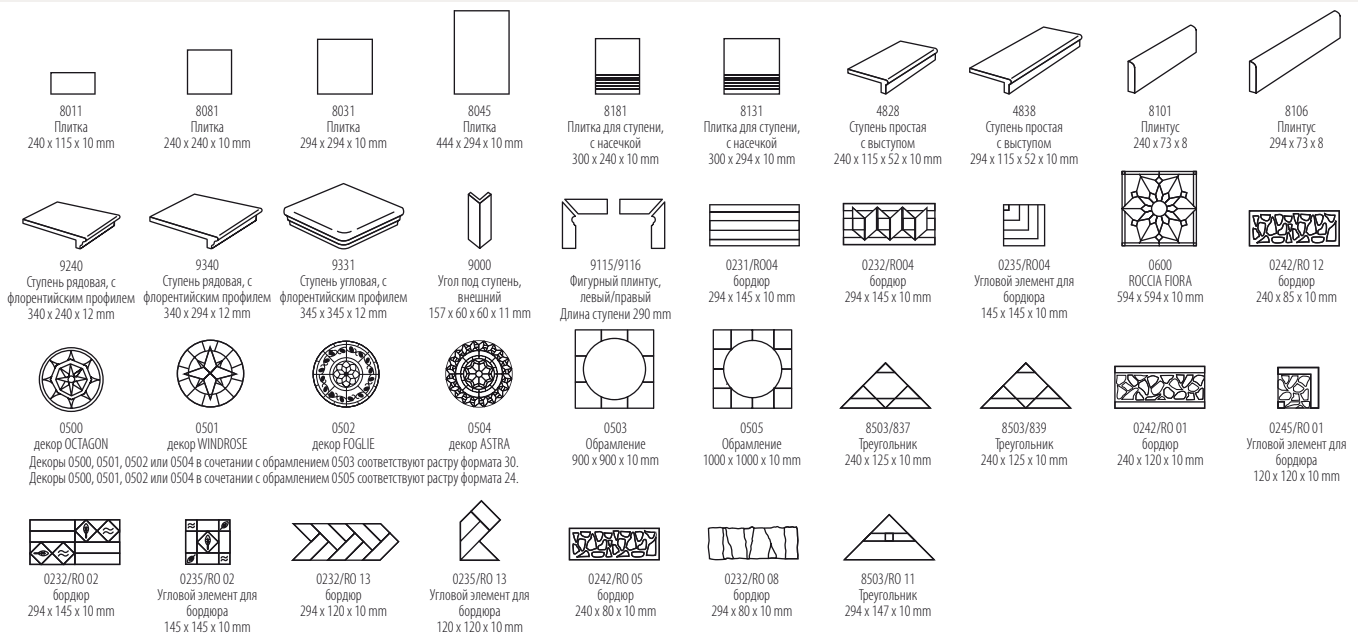 8011
Плитка
240 x 115 x 10 mm
8081
Плитка
240 x 240 x 10 mm
8031
Плитка
294 x 294 x 10 mm
8045
Плитка
444 x 294 x 10 mm
8181
Плитка для ступени,
с насечкой
300 x 240 x 10 mm
8131
Плитка для ступени,
с насечкой
300 x 294 x 10 mm
4828
Ступень простая
с выступом
240 x 115 x 52 x 10 mm
4838
Ступень простая
с выступом
294 x 115 x 52 x 10 mm
8101
Плинтус
240 x 73 x 8
8106
Плинтус
294 x 73 x 8
9240
Ступень рядовая, с
флорентийским профилем
340 x 240 x 12 mm
9340
Ступень рядовая, с
флорентийским профилем
340 x 294 x 12 mm
9331
Ступень угловая, с
флорентийским профилем
345 x 345 x 12 mm
9000
Угол под ступень,
внешний
157 x 60 x 60 x 11 mm
9115/9116
Фигурный плинтус,
левый/правый
Длина ступени 290 mm
0231/RO04
бордюр
294 x 145 x 10 mm
0232/RO04
бордюр
294 x 145 x 10 mm
0235/RO04
Угловой элемент для
бордюра
145 x 145 x 10 mm
0600
ROCCIA FIORA
594 x 594 x 10 mm
0242/RO 12
бордюр
240 x 85 x 10 mm
0500
декор OCTAGON
0501
декор WINDROSE
0502
декор FOGLIE
0504
декор ASTRA
0503
Обрамление
900 x 900 x 10 mm
0505
Обрамление
1000 x 1000 x 10 mm
8503/837
Треугольник
240 x 125 x 10 mm
8503/839
Треугольник
240 x 125 x 10 mm
0242/RO 01
бордюр
240 x 120 x 10 mm
0245/RO 01
Угловой элемент для
бордюра
120 x 120 x 10 mm
Декоры 0500, 0501, 0502 или 0504 в сочетании с обрамлением 0503 соответствуют растру формата 30.
Декоры 0500, 0501, 0502 или 0504 в сочетании с обрамлением 0505 соответствуют растру формата 24.
0232/RO 02
бордюр
294 x 145 x 10 mm
0235/RO 02
Угловой элемент для
бордюра
145 x 145 x 10 mm
0232/RO 13
бордюр
294 x 120 x 10 mm
0235/RO 13
Угловой элемент для
бордюра
120 x 120 x 10 mm
0242/RO 05
бордюр
240 x 80 x 10 mm
0232/RO 08
бордюр
294 x 80 x 10 mm
8503/RO 11
Треугольник
294 x 147 x 10 mm